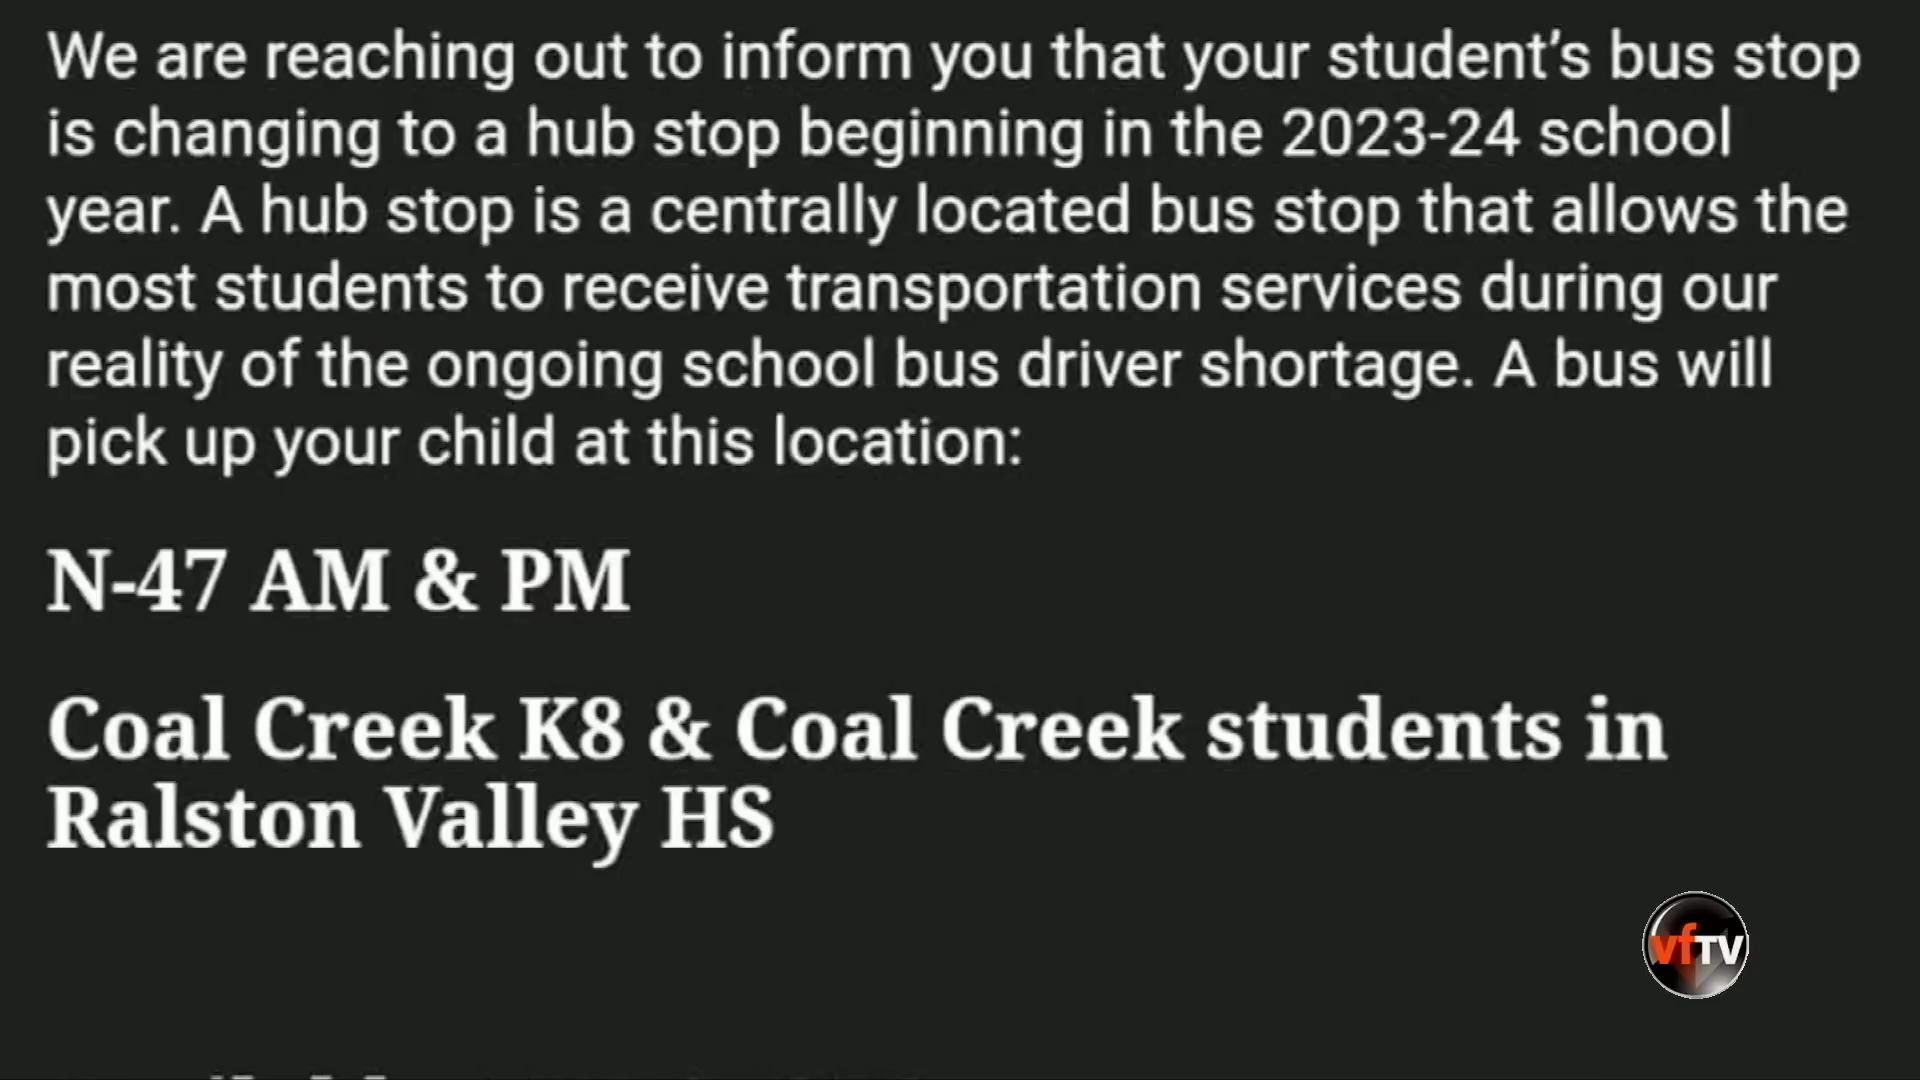 We are reaching out to inform you that your student’s bus stop
is changing to a hub stop beginning in the 2023-24 school
year. A hub stop is a centrally located bus stop that allows the
most students to receive transportation services during our
reality of the ongoing school bus driver shortage. A bus will
pick up your child at this location:
N-47 AM & PM
Coal Creek K8 & Coal Creek students in
Ralston Valley HS
vfTV